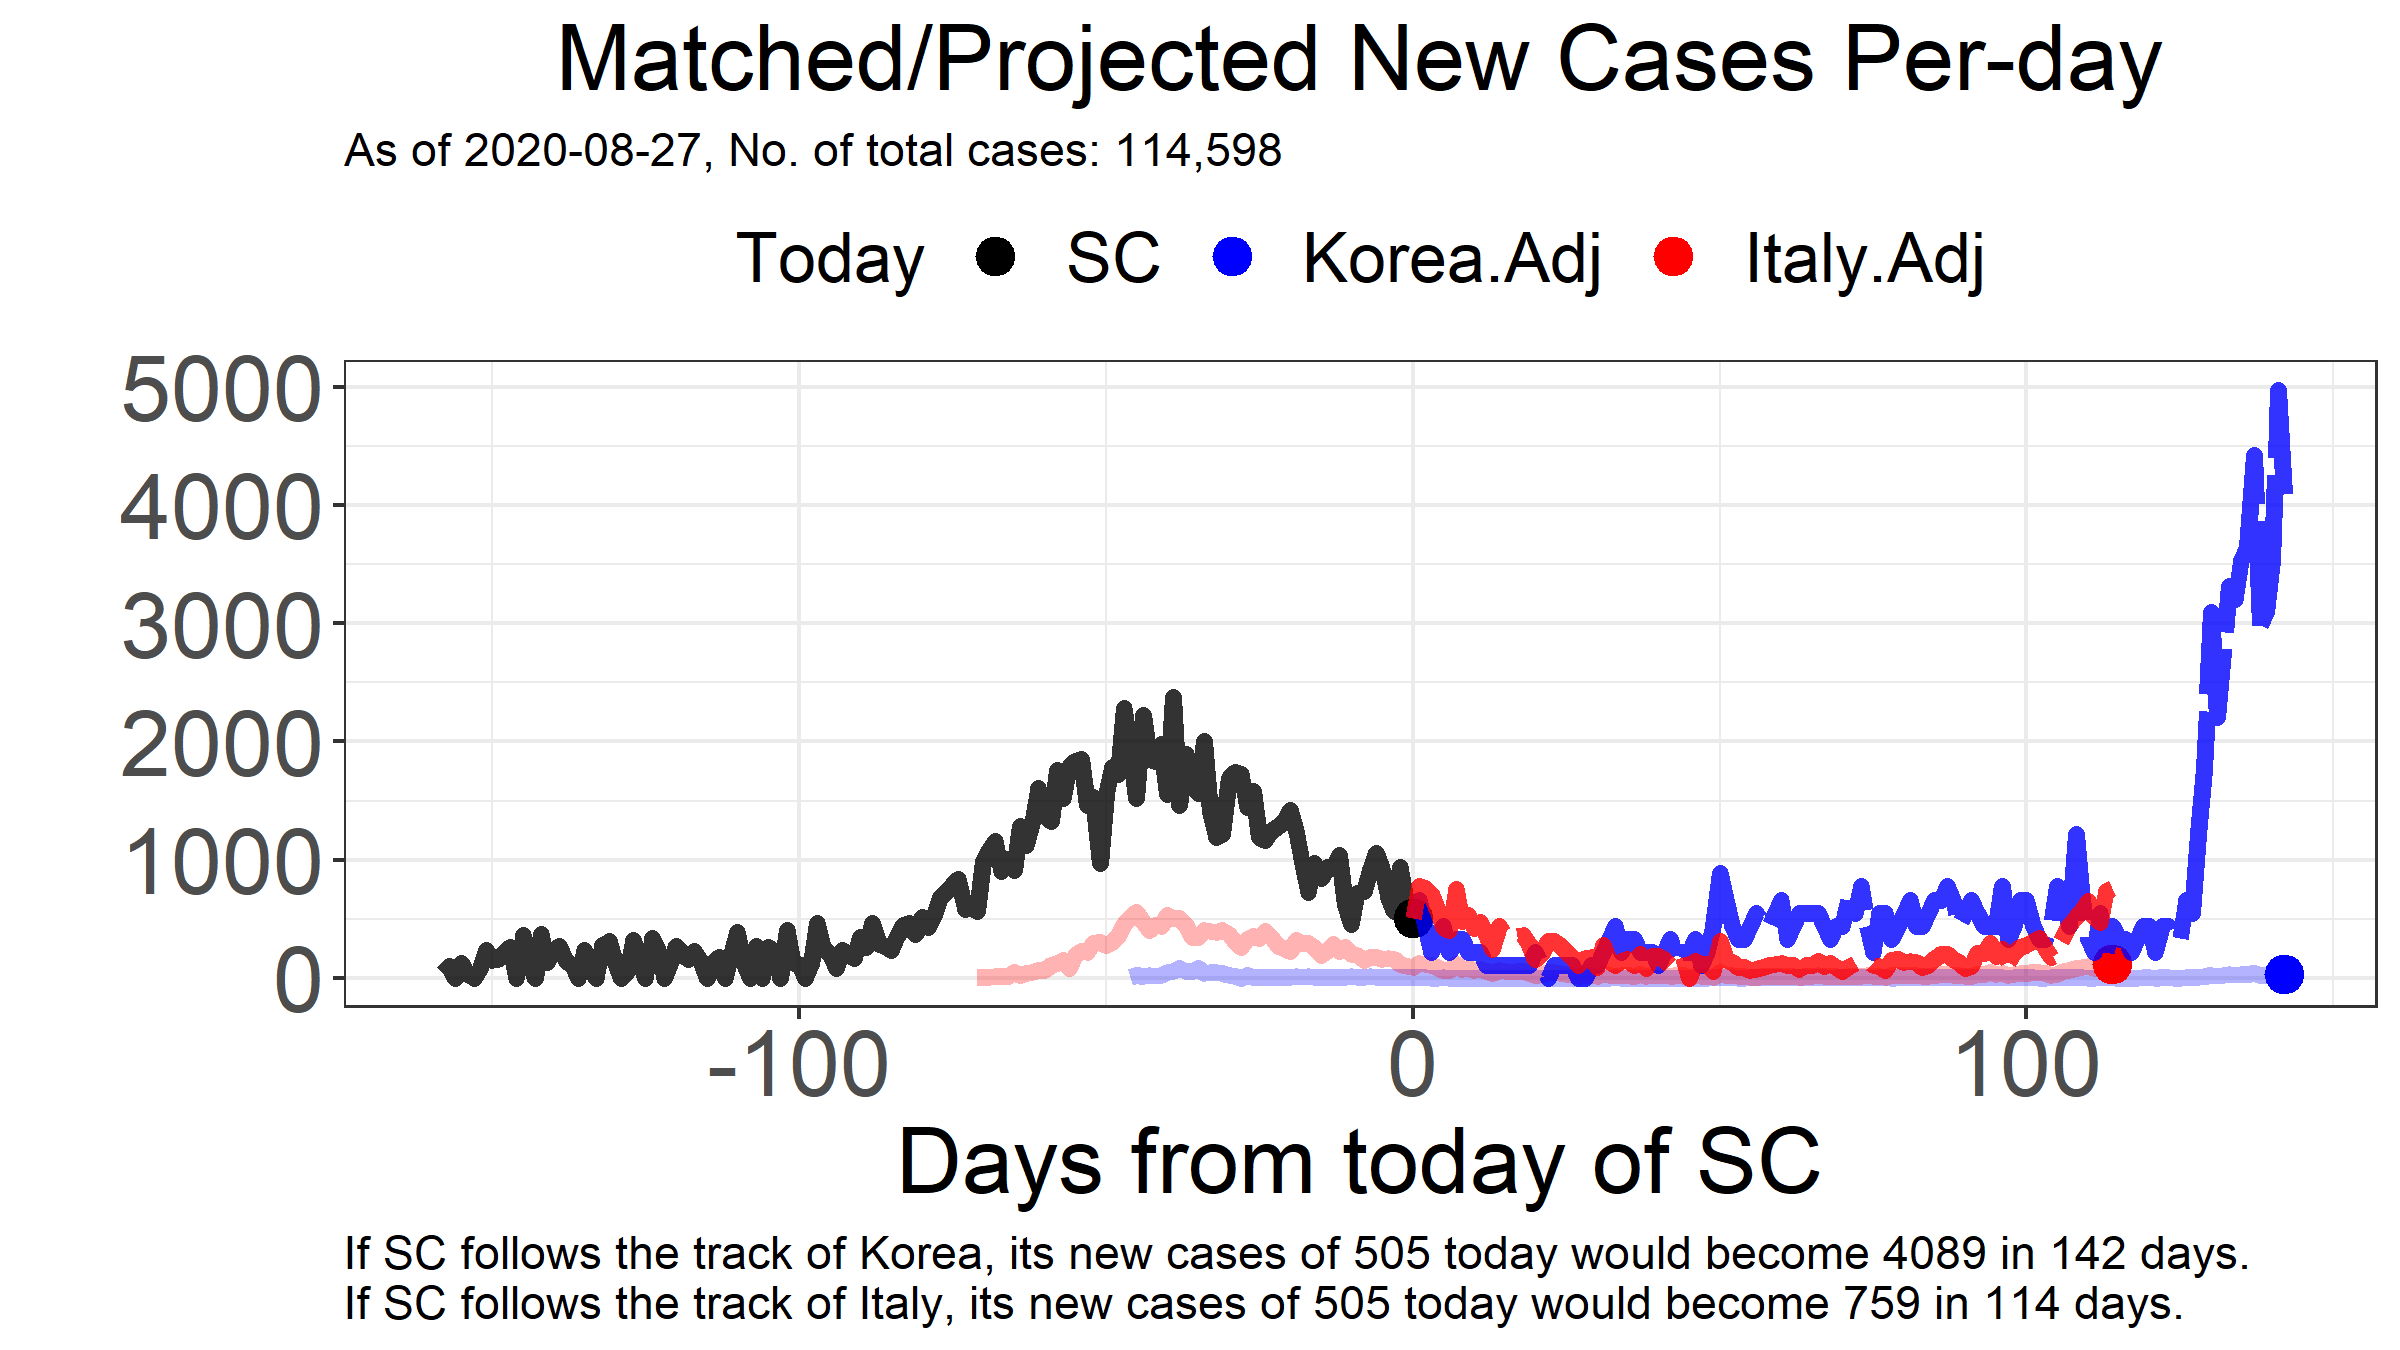 Matched/Projected New Cases Per-day
As of 2020-08-27, No. of total cases: 114,598
Today SC Korea.Adj Italy.Adj
5000
4000
3000
2000
1000
0
-100 0 100
Days from today of SC
If SC follows the track of Korea, its new cases of 505 today would become 4089 in 142 days.
If SC follows the track of Italy, its new cases of 505 today would become 759 in 114 days.